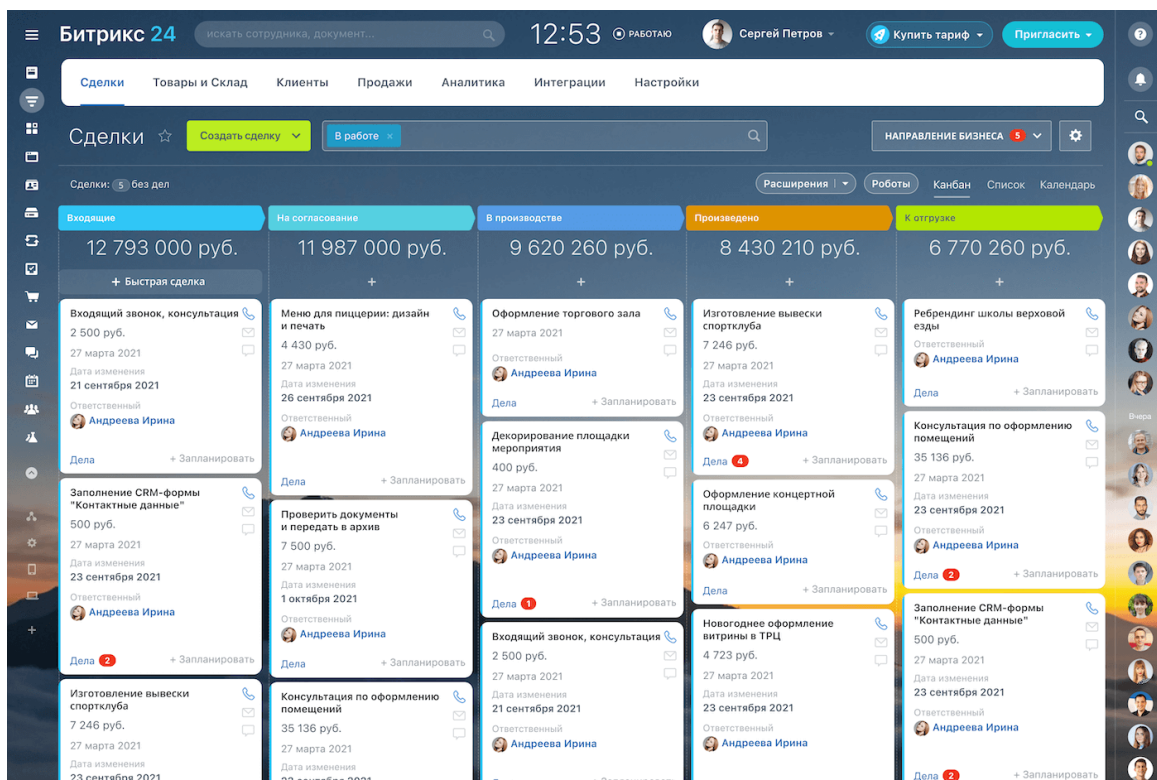 Битрикс 24
искать сотрудника, документ...
12:53
РАБОТАЮ
Сергей Петров
Купить тариф
Пригласить
Сделки
Товары и Склад
Клиенты
Продажи
Аналитика
Интеграции
Настройки
Сделки
Создать сделку
В работе ×
НАПРАВЛЕНИЕ БИЗНЕСА 5
Сделки: 5 без дел
Расширения
Роботы
Канбан
Список
Календарь
Входящие
12 793 000 руб.
+ Быстрая сделка
Входящий звонок, консультация
2 500 руб.
27 марта 2021
Дата изменения
21 сентября 2021
Ответственный
Андреева Ирина
Дела
+ Запланировать
Заполнение CRM-формы
"Контактные данные"
500 руб.
27 марта 2021
Дата изменения
23 сентября 2021
Ответственный
Андреева Ирина
Дела 2
+ Запланировать
Изготовление вывески
спортклуба
7 246 руб.
27 марта 2021
Дата изменения
23 сентября 2021
На согласование
11 987 000 руб.
+
Меню для пиццерии: дизайн
и печать
4 430 руб.
27 марта 2021
Дата изменения
26 сентября 2021
Ответственный
Андреева Ирина
Дела
+ Запланировать
Проверить документы
и передать в архив
7 500 руб.
27 марта 2021
Дата изменения
1 октября 2021
Ответственный
Андреева Ирина
Дела
+ Запланировать
Консультация по оформлению
помещений
35 136 руб.
27 марта 2021
Дата изменения
23 сентября 2021
В производстве
9 620 260 руб.
+
Оформление торгового зала
27 марта 2021
Ответственный
Андреева Ирина
Дела
+ Запланировать
Декорирование площадки
мероприятия
400 руб.
27 марта 2021
Дата изменения
23 сентября 2021
Ответственный
Андреева Ирина
Дела 1
+ Запланировать
Входящий звонок, консультация
2 500 руб.
27 марта 2021
Дата изменения
21 сентября 2021
Ответственный
Андреева Ирина
+ Запланировать
Произведено
8 430 210 руб.
+
Изготовление вывески
спортклуба
7 246 руб.
27 марта 2021
Дата изменения
23 сентября 2021
Ответственный
Андреева Ирина
Дела 4
+ Запланировать
Оформление концертной
площадки
6 247 руб.
Ответственный
Андреева Ирина
Дела
+ Запланировать
Новогоднее оформление
витрины в ТРЦ
4 723 руб.
27 марта 2021
Дата изменения
23 сентября 2021
Ответственный
Андреева Ирина
К отгрузке
6 770 260 руб.
+
Ребрендинг школы верховой
езды
Ответственный
Андреева Ирина
Дела
+ Запланировать
Консультация по оформлению
помещений
35 136 руб.
27 марта 2021
Дата изменения
23 сентября 2021
Ответственный
Андреева Ирина
Дела 2
+ Запланировать
Заполнение CRM-формы
"Контактные данные"
500 руб.
27 марта 2021
Дата изменения
23 сентября 2021
Ответственный
Андреева Ирина
Дела 2
+ Запланировать
Вчера